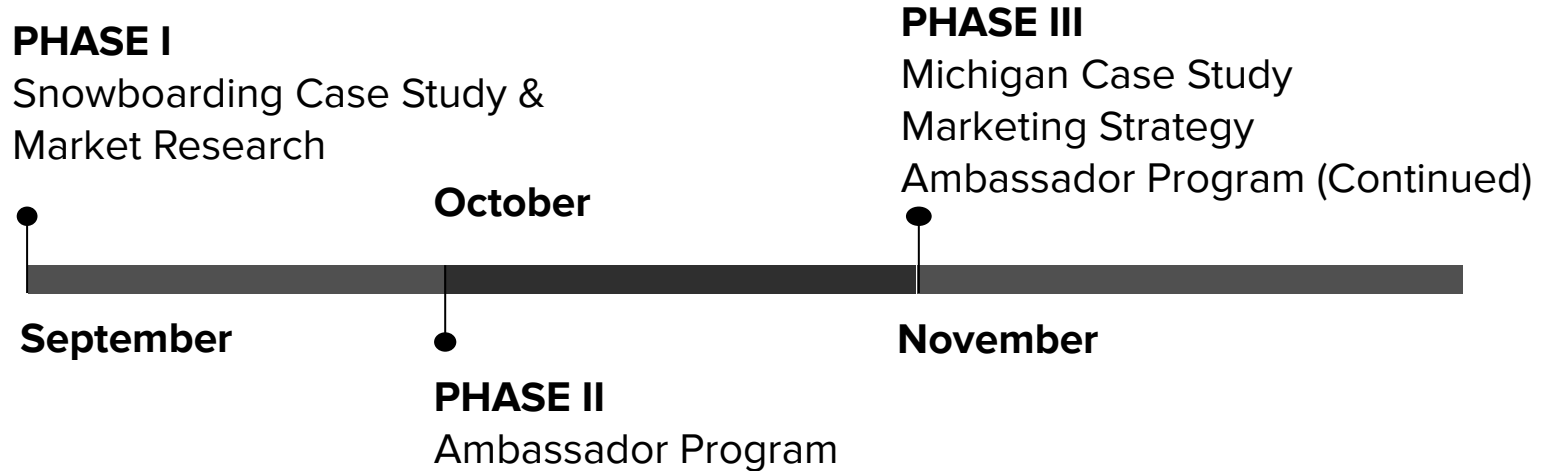 PHASE I
Snowboarding Case Study &
Market Research
September
October
PHASE II
Ambassador Program
PHASE III
Michigan Case Study
Marketing Strategy
Ambassador Program (Continued)
November